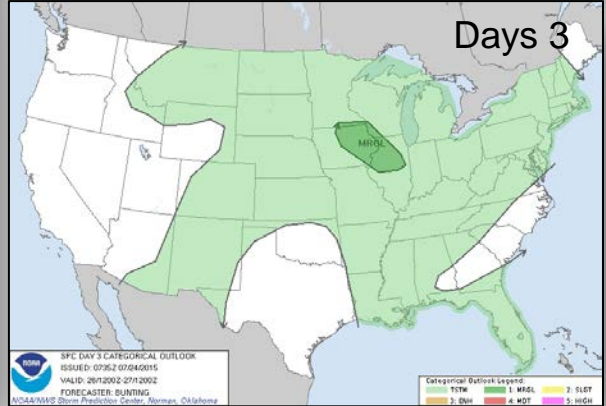 Days 3
MRGL
NOAA
SPC DAY 3 CATEGORICAL OUTLOOK
ISSUED: 0735Z 07/24/2015
VALID: 26/1200Z-27/1200Z
FORECASTER: BUNTING
NOAA/NWS Storm Prediction Center, Norman, Oklahoma
Categorical Outlook Legend:
TSTM 1: MRGL 2: SLGT
3: ENH 4: MDT 5: HIGH